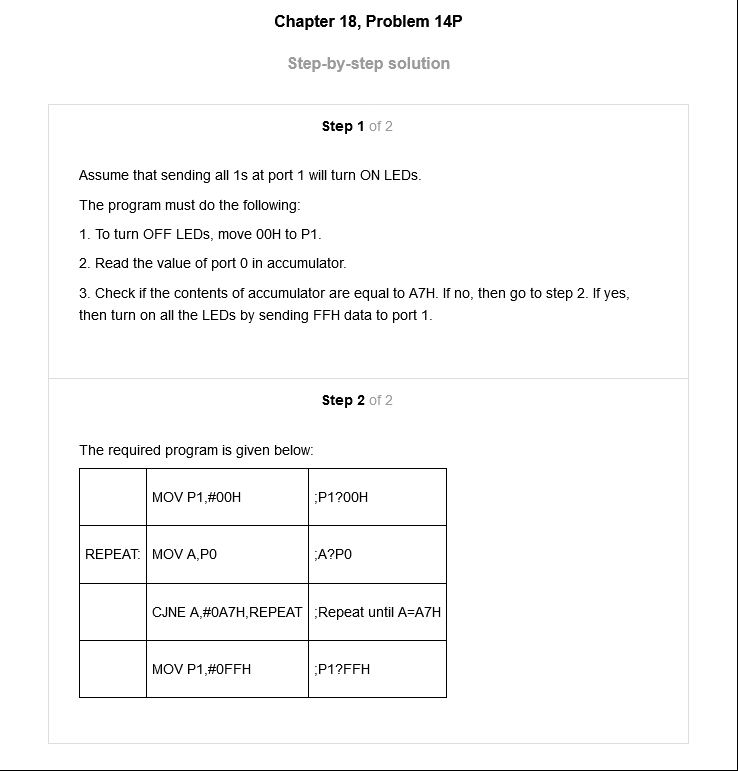 Chapter 18, Problem 14P
Step-by-step solution
Step 1 of 2
Assume that sending all 1s at port 1 will turn ON LEDs.
The program must do the following:
1. To turn OFF LEDs, move 00H to P1.
2. Read the value of port 0 in accumulator.
3. Check if the contents of accumulator are equal to A7H. If no, then go to step 2. If yes,
then turn on all the LEDs by sending FFH data to port 1.
Step 2 of 2
The required program is given below:
MOV P1,#00H ;P1?00H
REPEAT: MOV A,P0 ;A?P0
CJNE A,#0A7H,REPEAT ;Repeat until A=A7H
MOV P1,#0FFH ;P1?FFH